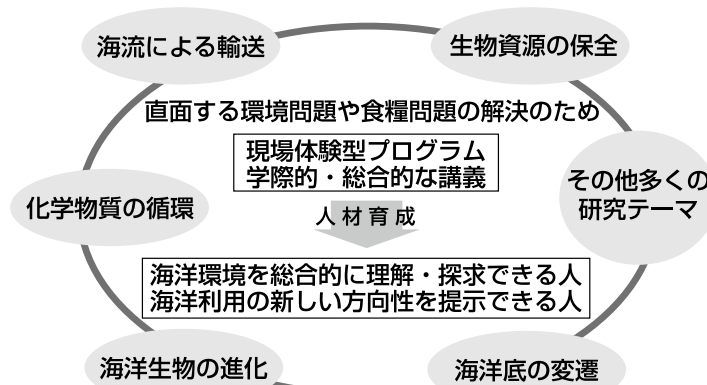 海流による輸送
生物資源の保全
直面する環境問題や食糧問題の解決のため
現場体験型プログラム
学際的・総合的な講義
その他多くの
研究テーマ
化学物質の循環
人材育成
海洋環境を総合的に理解・探求できる人
海洋利用の新しい方向性を提示できる人
海洋生物の進化
海洋底の変遷